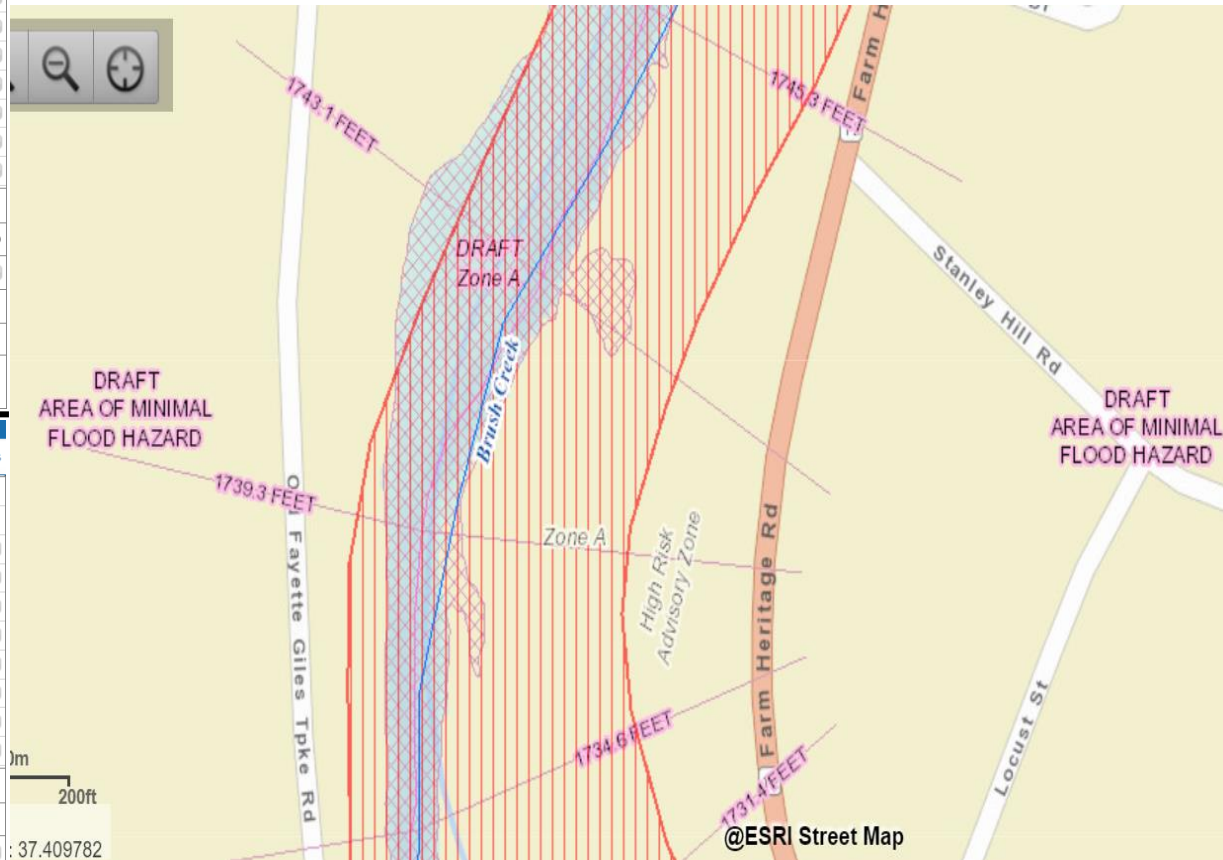 Farm H
1745.3 FEET
1743.1 FEET
DRAFT
Zone A
Stanley Hill Rd
Brush Creek
DRAFT
AREA OF MINIMAL
FLOOD HAZARD
DRAFT
AREA OF MINIMAL
FLOOD HAZARD
1739.3 FEET
Fayette Giles Tpke Rd
Zone A
High Risk
Advisory Zone
Farm Heritage Rd
Locust St
1734.6 FEET
1731.4 FEET
200ft
@ESRI Street Map
: 37.409782